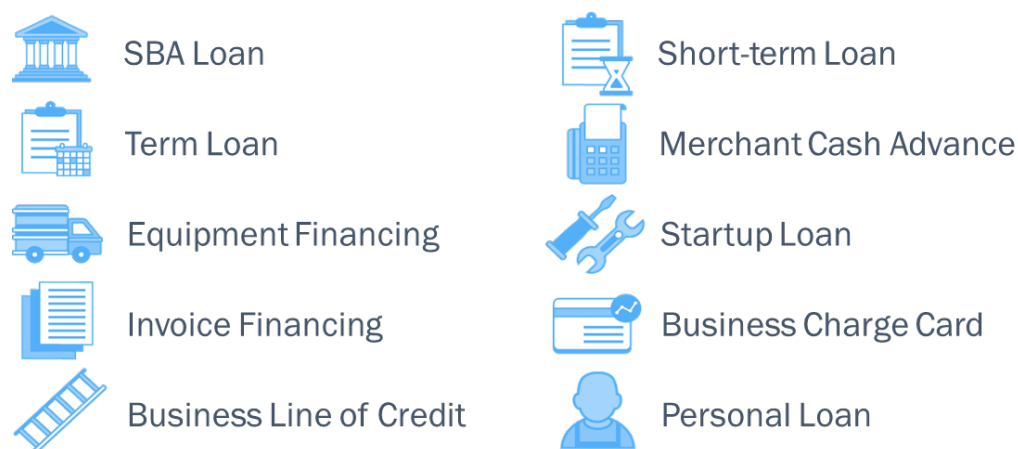 SBA Loan
Term Loan
Equipment Financing
Invoice Financing
Business Line of Credit
Short-term Loan
Merchant Cash Advance
Startup Loan
Business Charge Card
Personal Loan